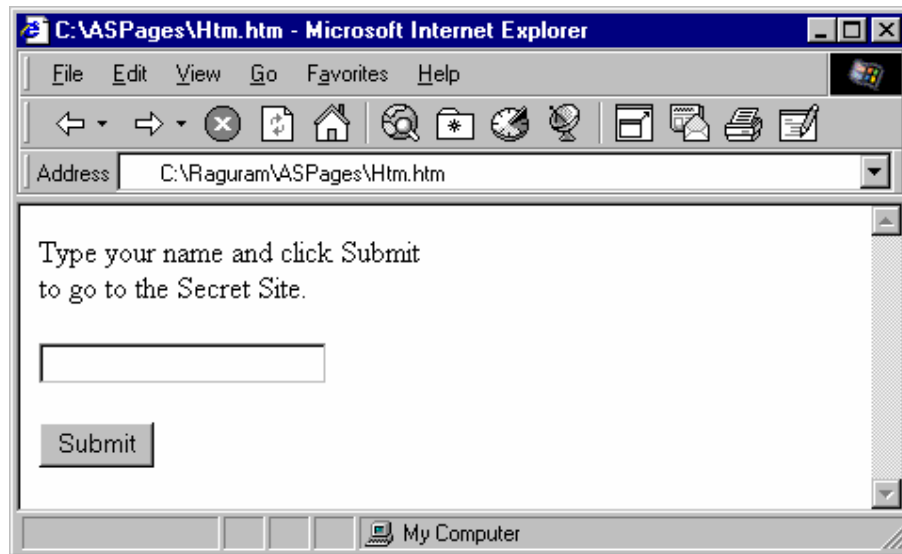 C:\ASPages\Htm.htm - Microsoft Internet Explorer
File Edit View Go Favorites Help
Address C:\Raguram\ASPages\Htm.htm
Type your name and click Submit
to go to the Secret Site.
Submit
My Computer